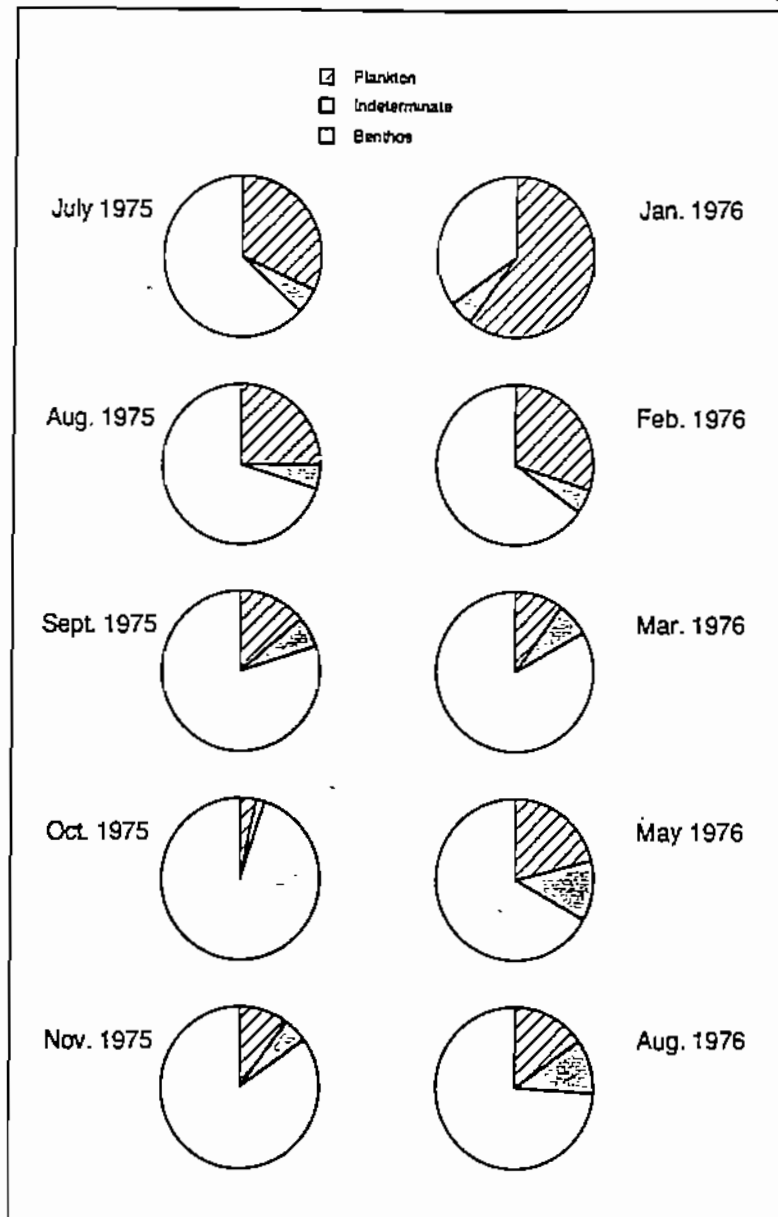 Plankton
Indeterminate
Benthos
July 1975
Jan. 1976
Aug. 1975
Feb. 1976
Sept. 1975
Mar. 1976
Oct. 1975
May 1976
Nov. 1975
Aug. 1976